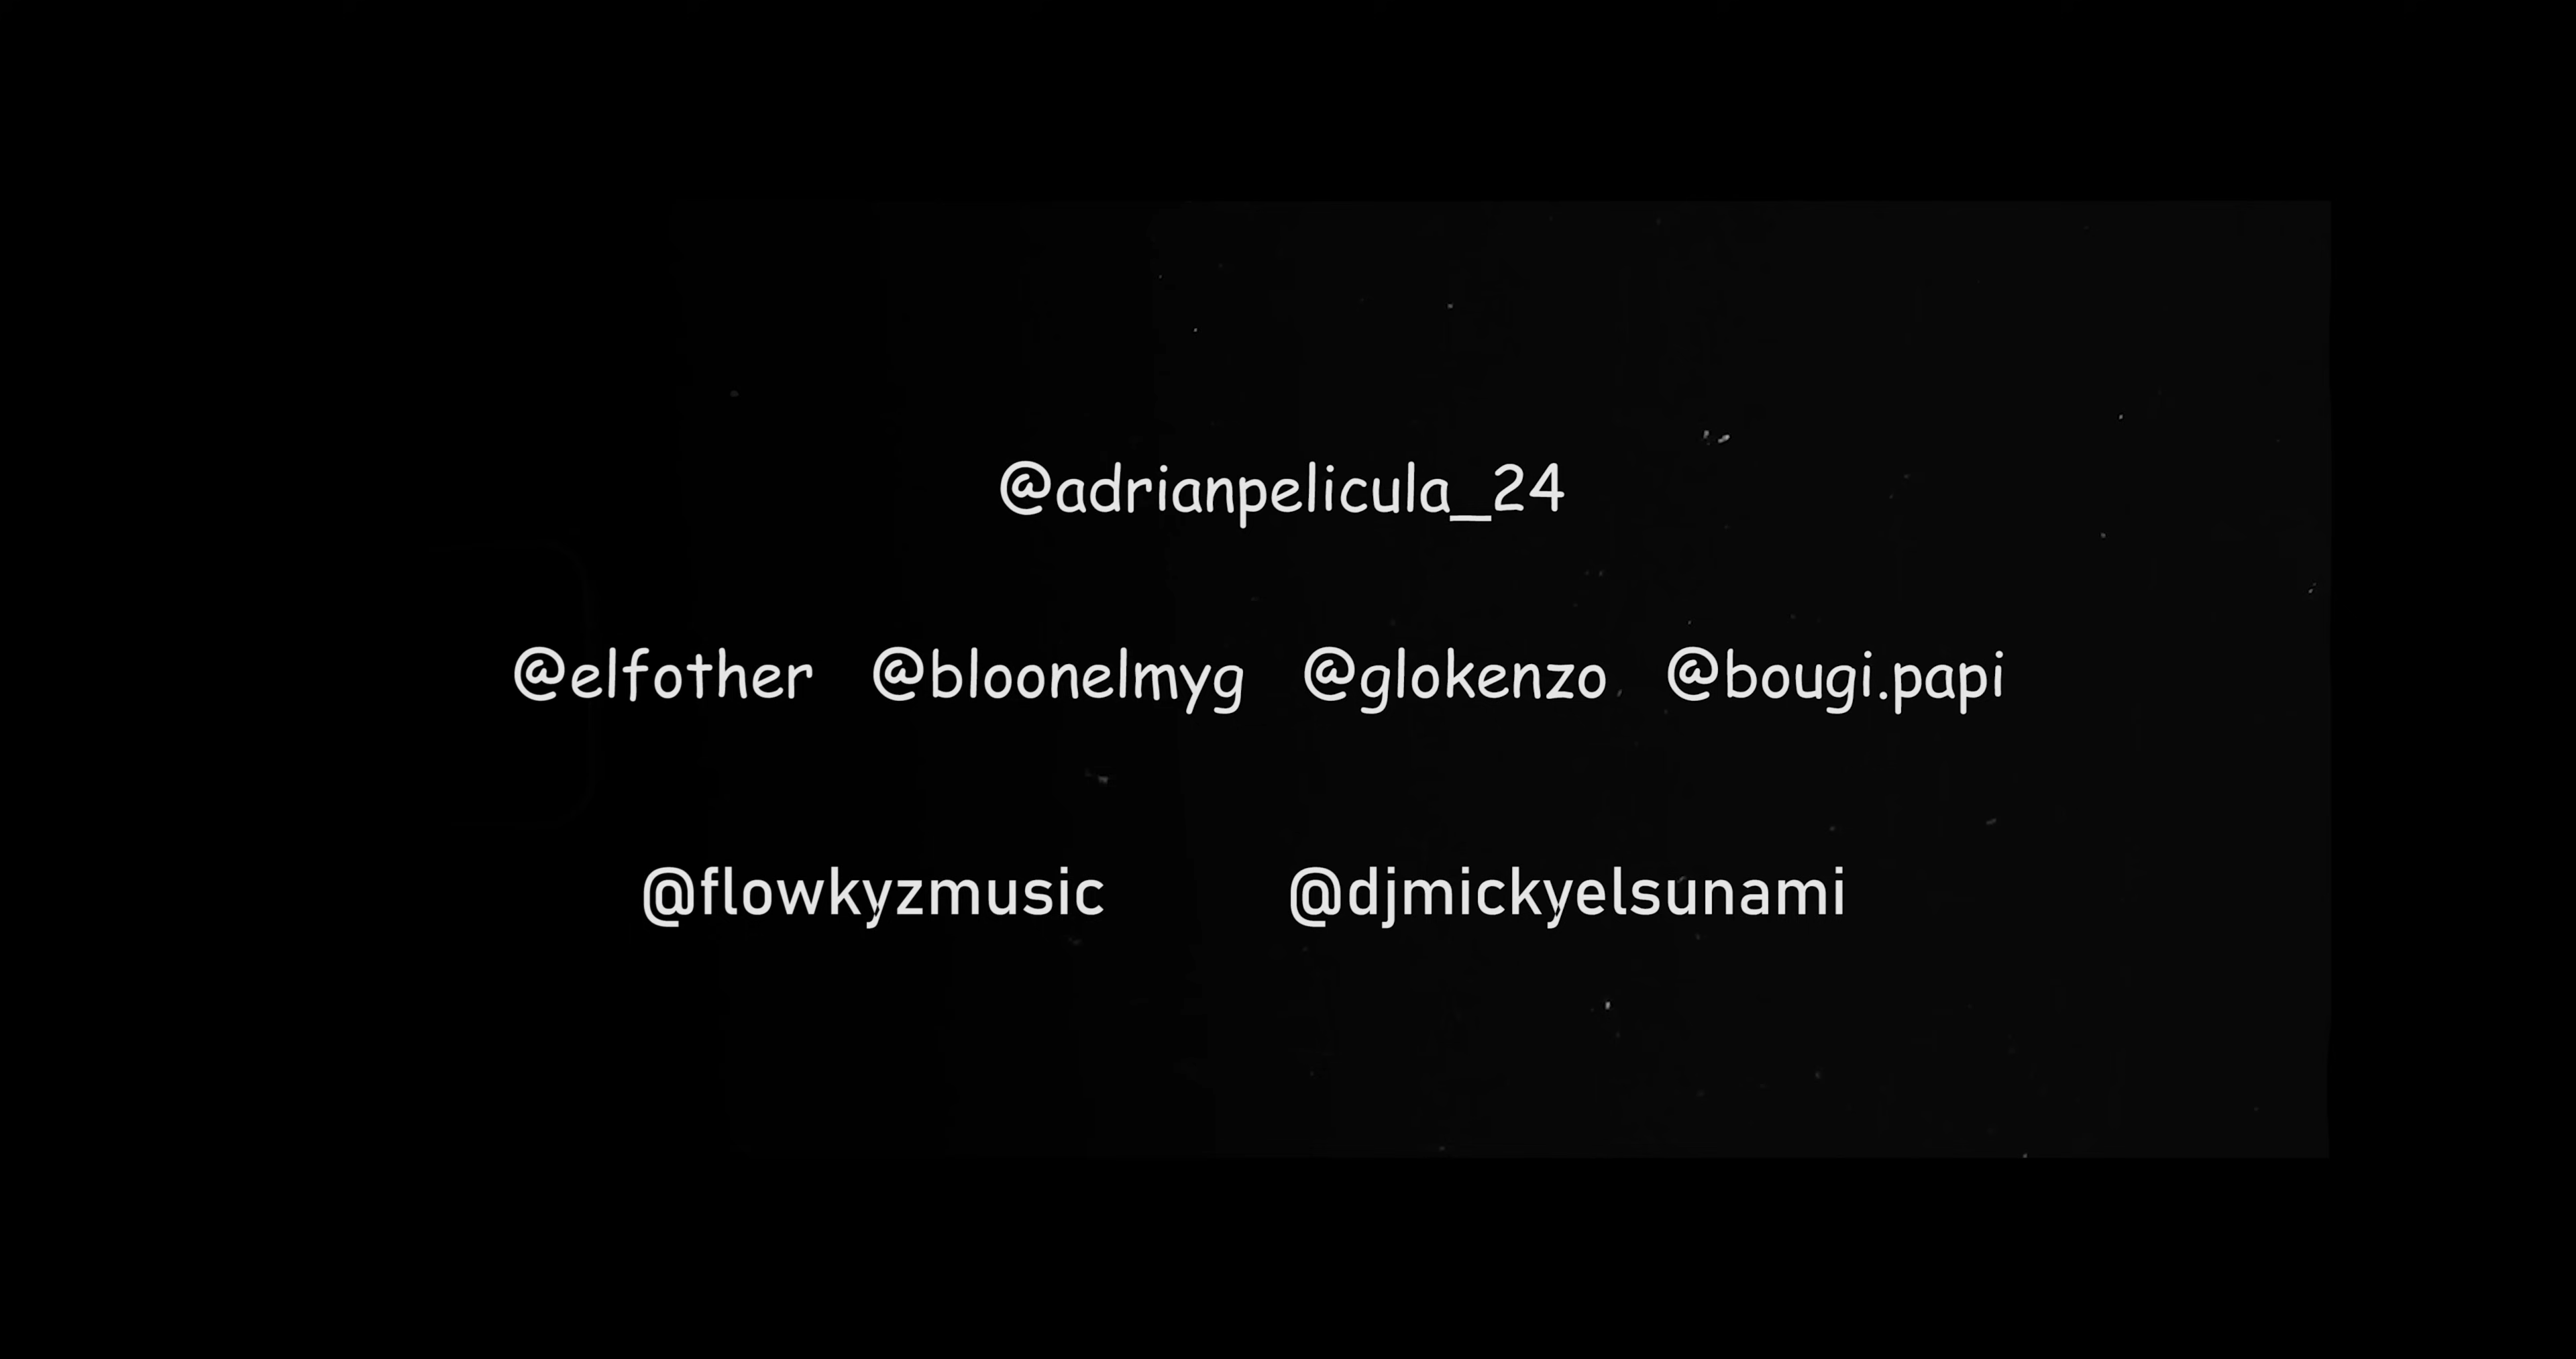 @adrianpelicula_24
@elfother @bloonelmyg @glokenzo @bougi.papi
@flowkyzmusic @djmickyelsunami